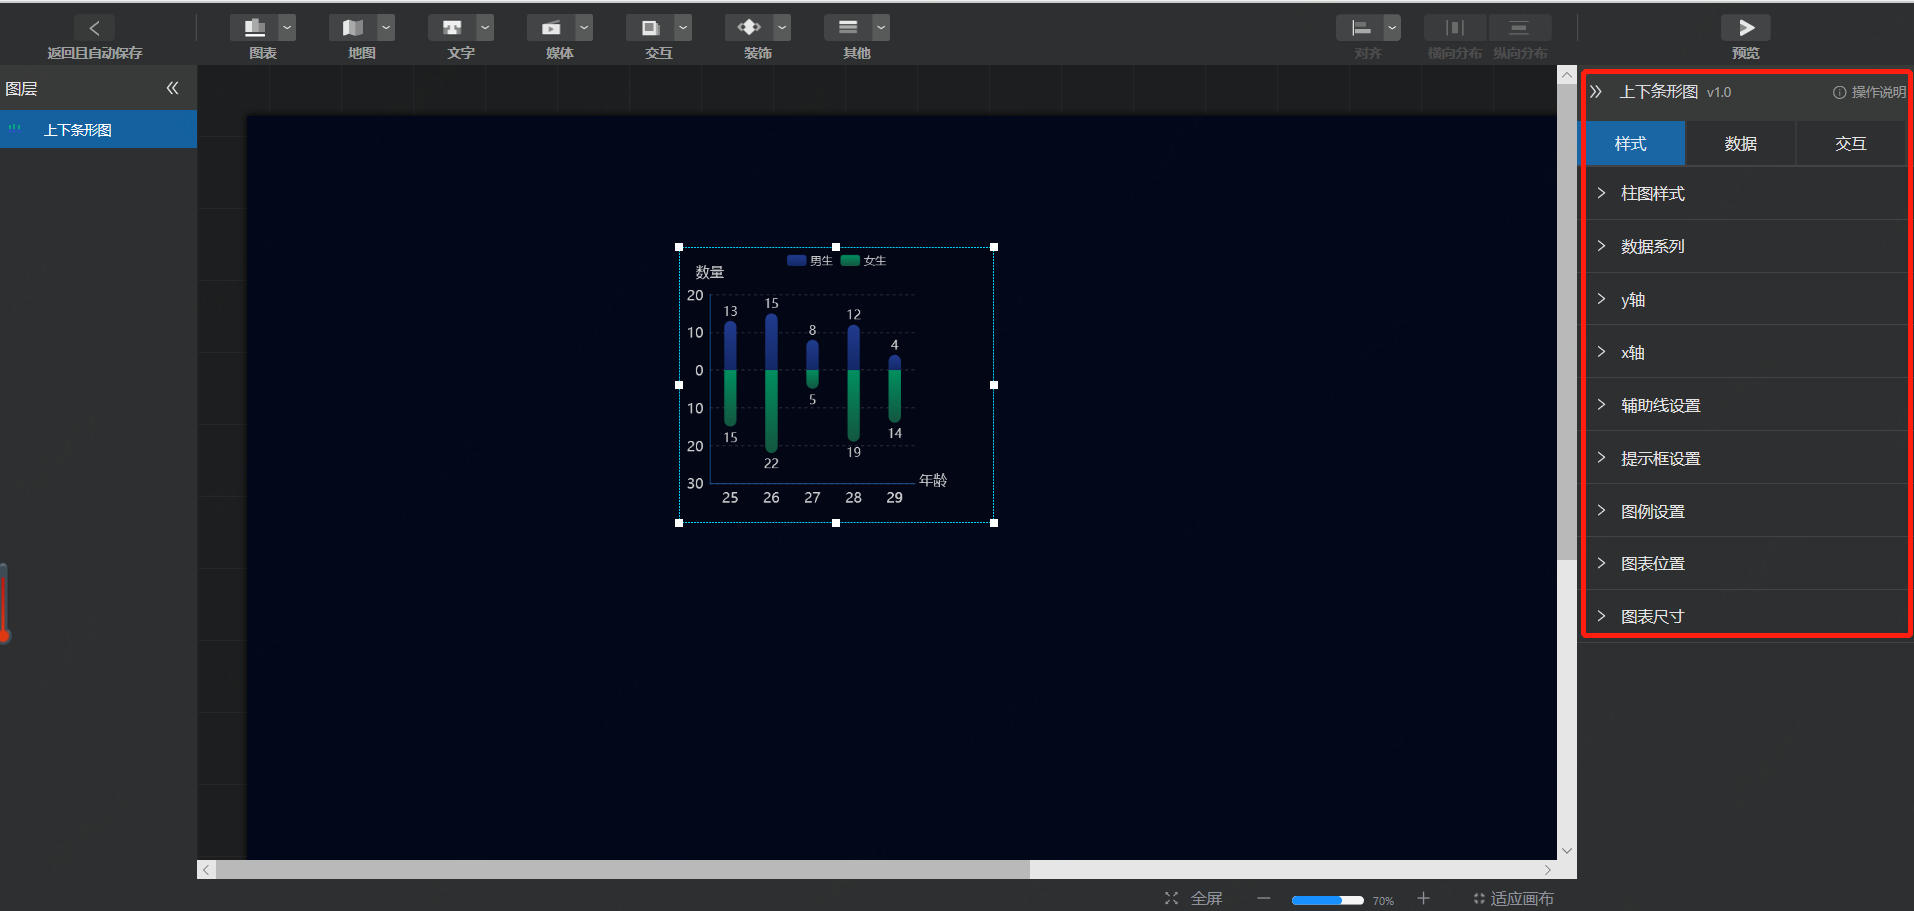 返回且自动保存
图表
地图
文字
媒体
交互
装饰
其他
对齐
横向分布
纵向分布
预览
图层
上下条形图
数量
男生 女生
20
10
0
10
20
30
13
15
8
12
4
15
22
5
19
14
25 26 27 28 29
年龄
上下条形图 v1.0 操作说明
样式 数据 交互
柱图样式
数据系列
y轴
x轴
辅助线设置
提示框设置
图例设置
图表位置
图表尺寸
全屏 70% 适应画布